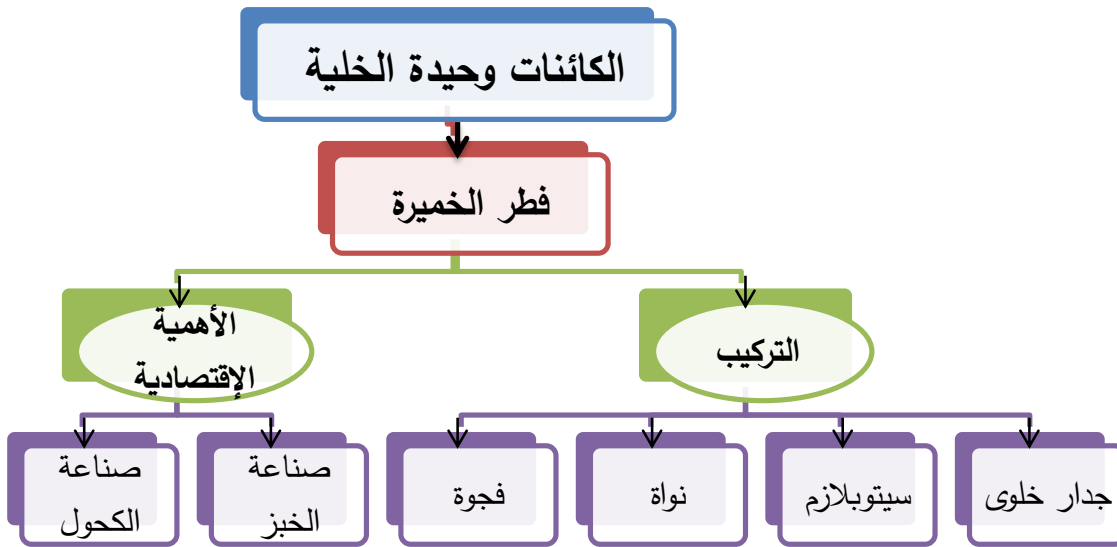 الكائنات وحيدة الخلية
فطر الخميرة
التركيب
الأهمية
الإقتصادية
جدار خلوى
سيتوبلازم
نواة
فجوة
صناعة
الخبز
صناعة
الكحول